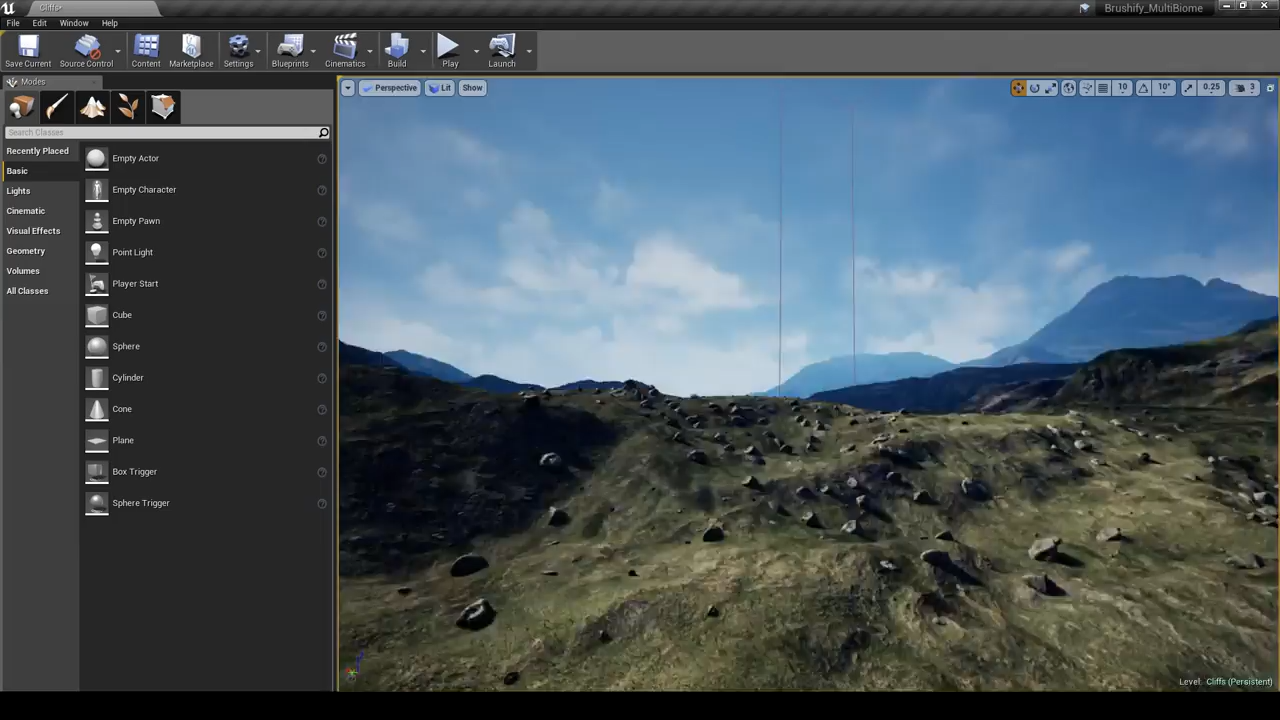 Cliffs*
Brushify_MultiBiome
File Edit Window Help
Save Current Source Control Content Marketplace Settings Blueprints Cinematics Build Play Launch
Modes
Perspective Lit Show 10 10° 0.25 3
Search Classes
Recently Placed
Basic
Lights
Cinematic
Visual Effects
Geometry
Volumes
All Classes
Empty Actor
Empty Character
Empty Pawn
Point Light
Player Start
Cube
Sphere
Cylinder
Cone
Plane
Box Trigger
Sphere Trigger
Level: Cliffs (Persistent)